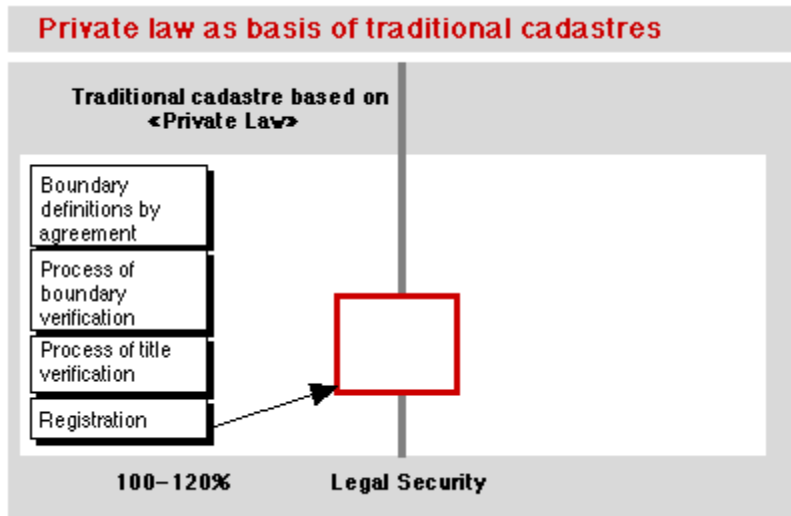 Private law as basis of traditional cadastres
Traditional cadastre based on
«Private Law»
Boundary
definitions by
agreement
Process of
boundary
verification
Process of title
verification
Registration
100–120%
Legal Security